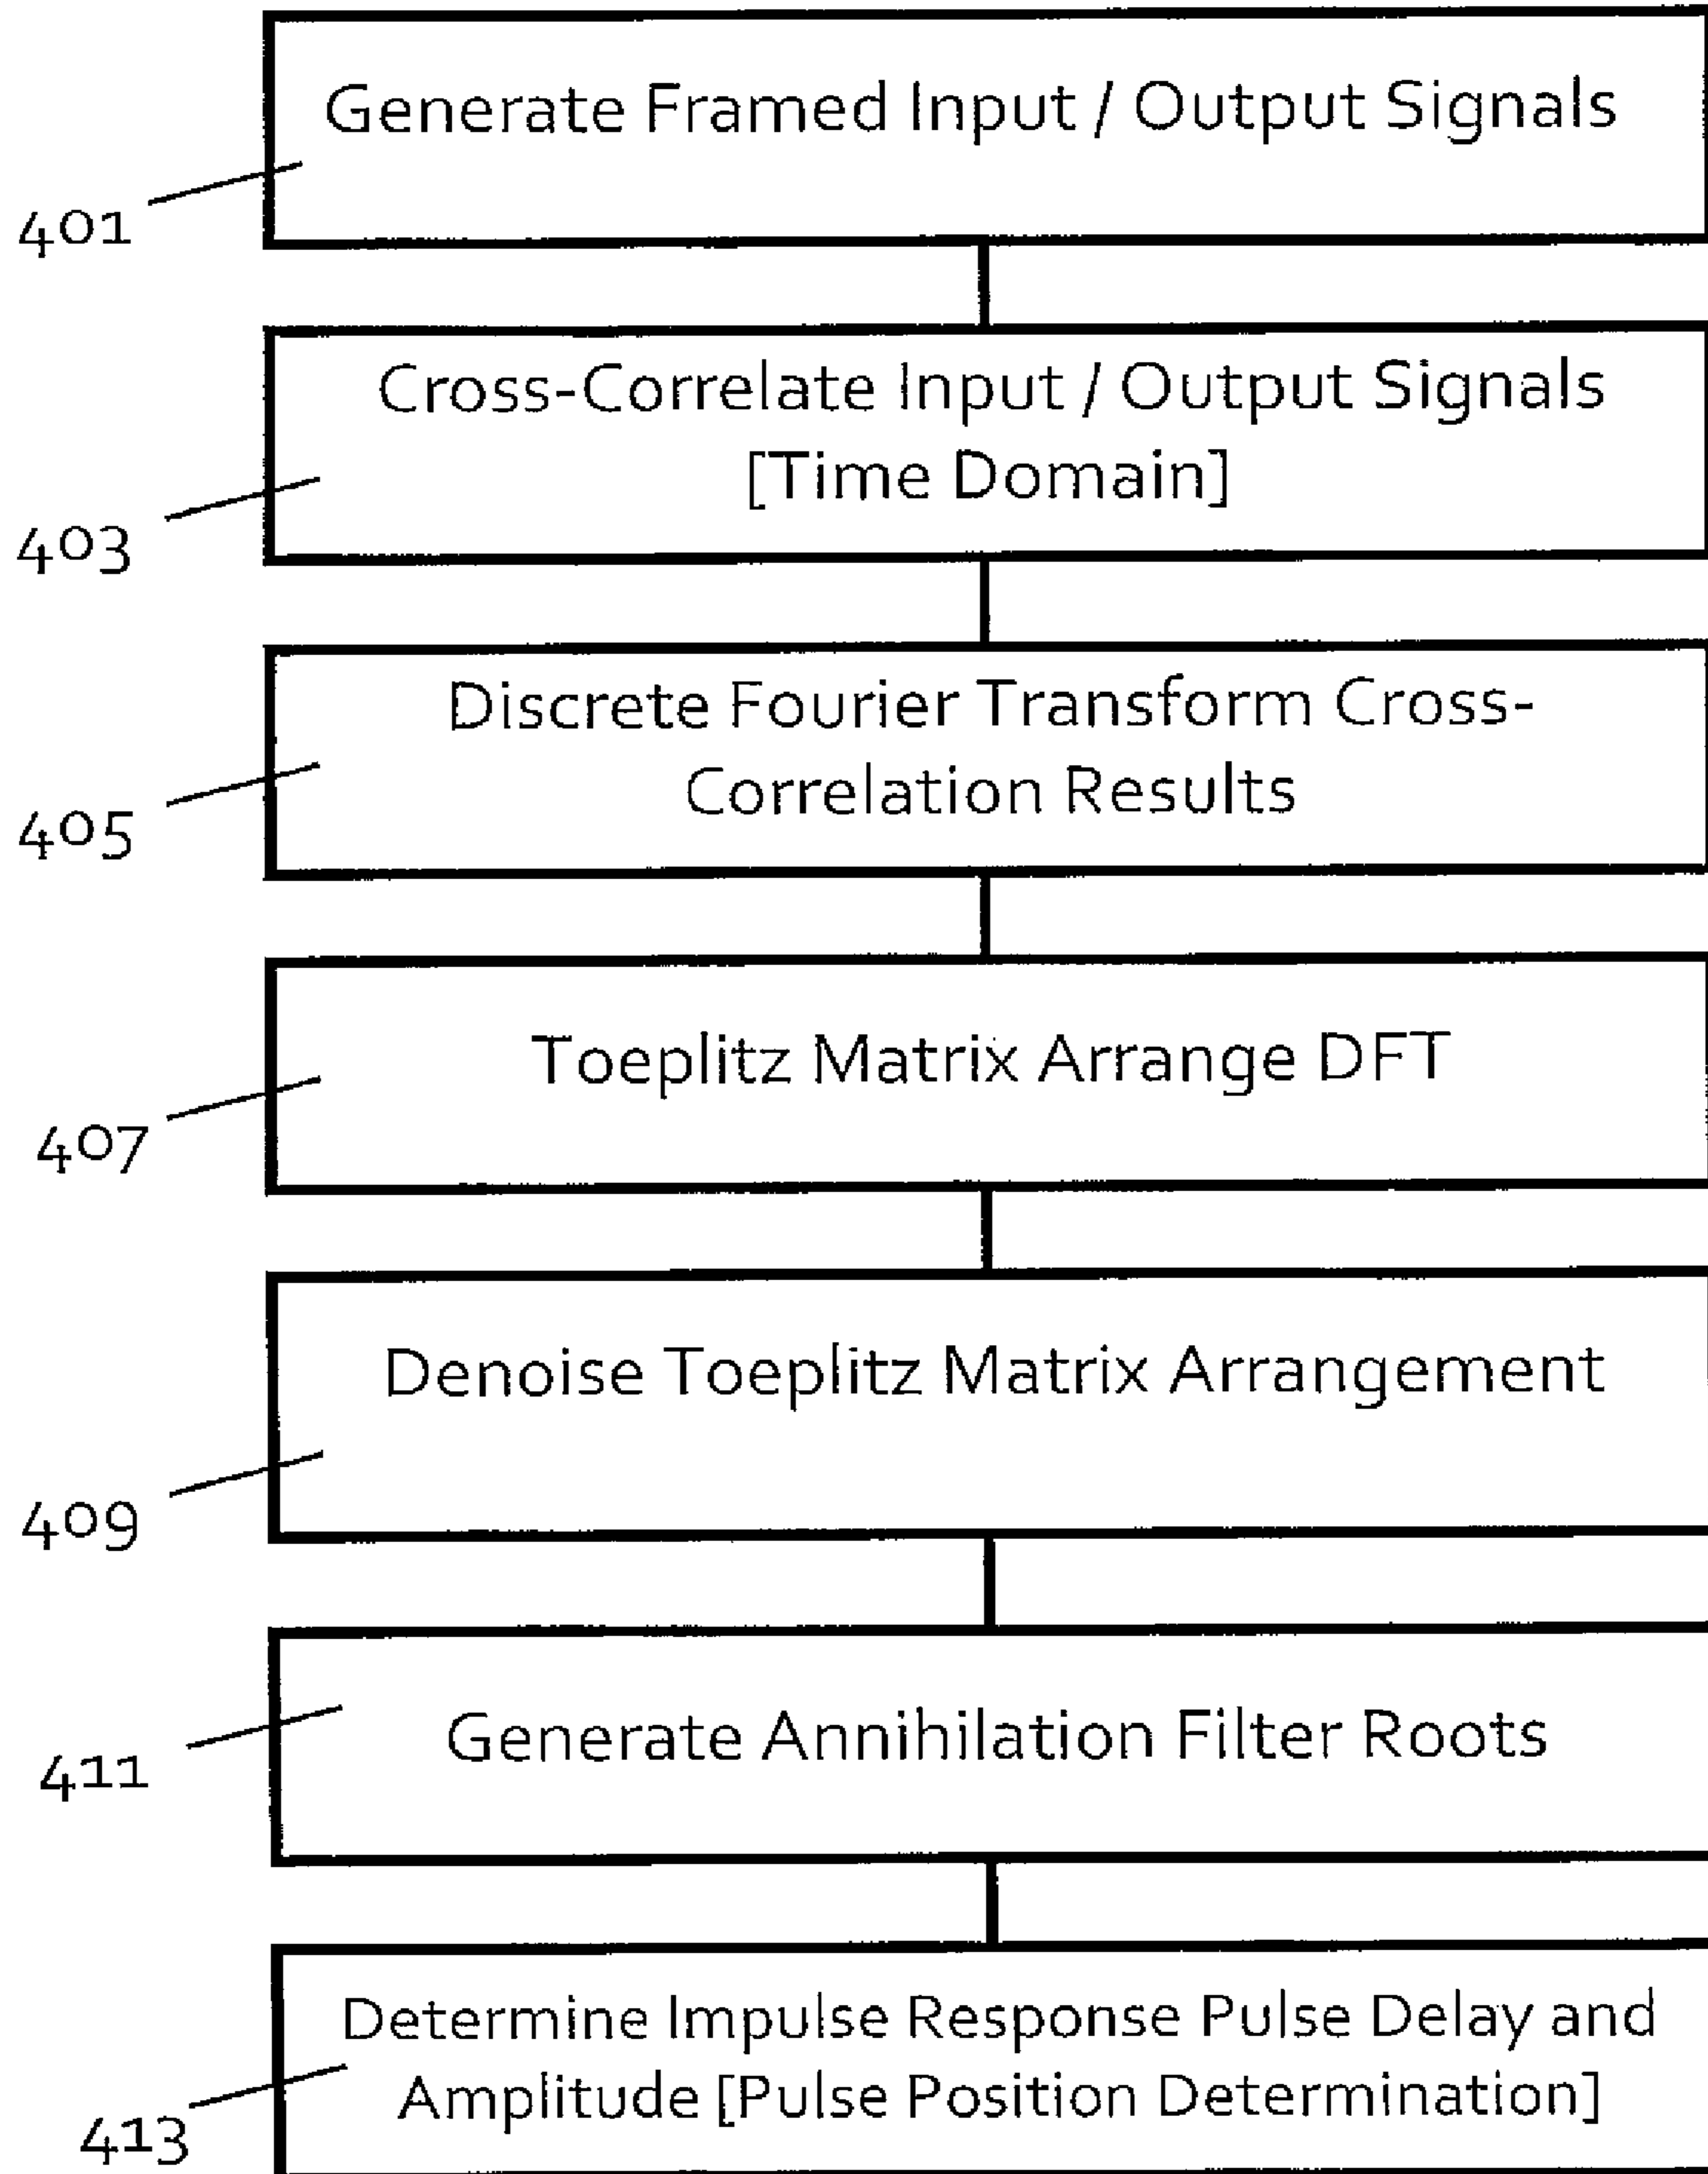 Generate Framed Input / Output Signals
401
Cross-Correlate Input / Output Signals
[Time Domain]
403
Discrete Fourier Transform Cross-
Correlation Results
405
Toeplitz Matrix Arrange DFT
407
Denoise Toeplitz Matrix Arrangement
409
Generate Annihilation Filter Roots
411
Determine Impulse Response Pulse Delay and
Amplitude [Pulse Position Determination]
413